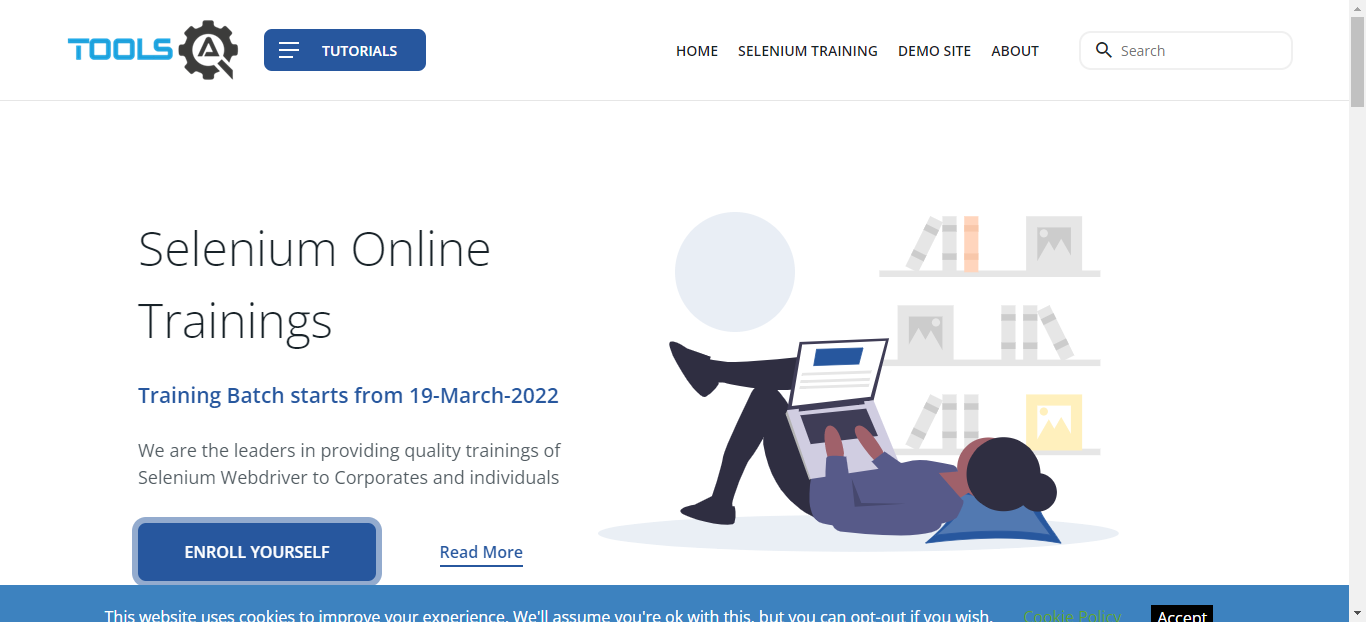 TOOLS QA
TUTORIALS
HOME
SELENIUM TRAINING
DEMO SITE
ABOUT
Search
Selenium Online
Trainings
Training Batch starts from 19-March-2022
We are the leaders in providing quality trainings of
Selenium Webdriver to Corporates and individuals
ENROLL YOURSELF
Read More
This website uses cookies to improve your experience. We'll assume you're ok with this, but you can opt-out if you wish.
Cookie Policy
Accept